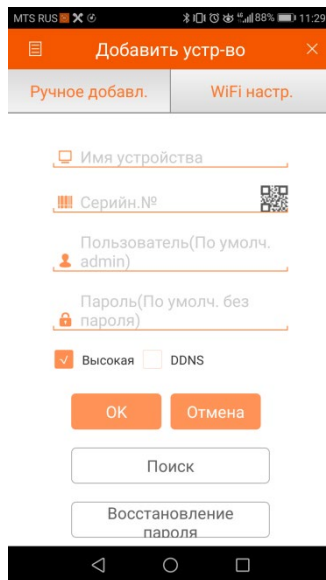 MTS RUS 88% 11:29
Добавить устр-во
Ручное добавл. WiFi настр.
Имя устройства
Серийн.№
Пользователь(По умолч.
admin)
Пароль(По умолч. без
пароля)
Высокая DDNS
OK Отмена
Поиск
Восстановление
пароля